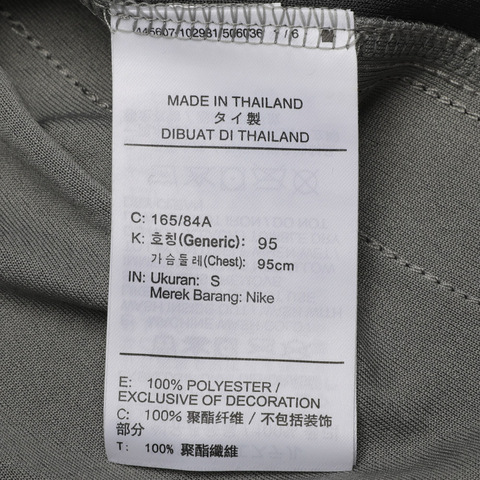 445607/102931/506036 1/6
MADE IN THAILAND
タイ製
DIBUAT DI THAILAND
C: 165/84A
K: 호칭(Generic): 95
가슴둘레(Chest): 95cm
IN: Ukuran: S
Merek Barang: Nike
E: 100% POLYESTER /
EXCLUSIVE OF DECORATION
C: 100% 聚酯纤维 / 不包括装饰
部分
T: 100% 聚酯纖維